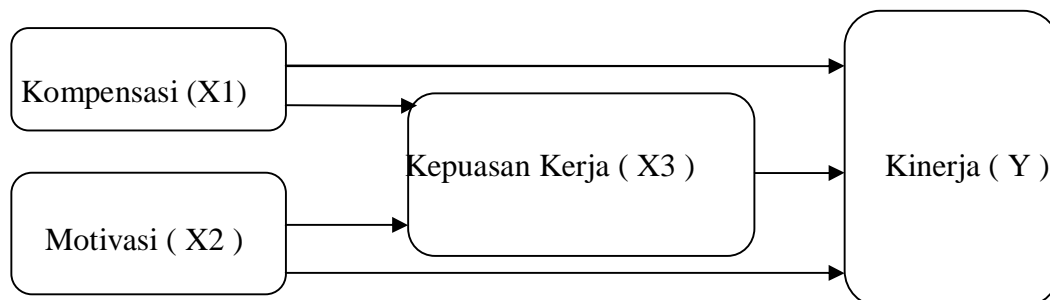 Kompensasi (X1)
Kepuasan Kerja ( X3 )
Kinerja ( Y )
Motivasi ( X2 )